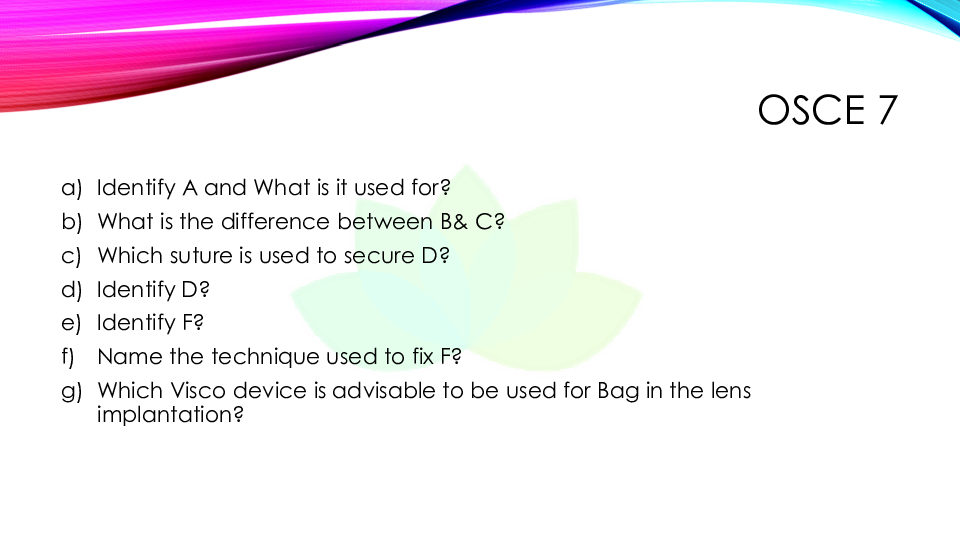 OSCE 7
a) Identify A and What is it used for?
b) What is the difference between B& C?
c) Which suture is used to secure D?
d) Identify D?
e) Identify F?
f) Name the technique used to fix F?
g) Which Visco device is advisable to be used for Bag in the lens
implantation?